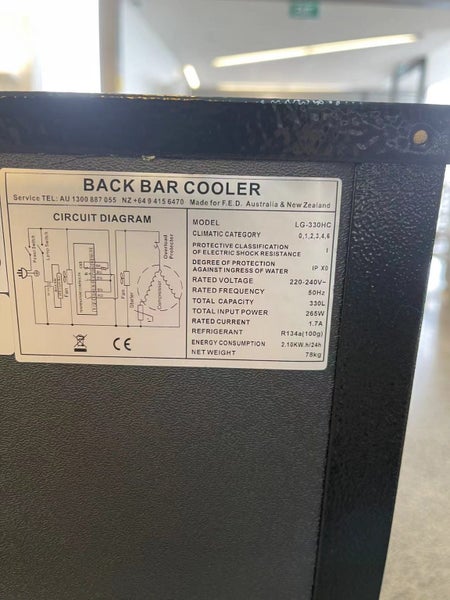 BACK BAR COOLER
Service TEL: AU 1300 887 055 NZ +64 9 415 6470 Made for F.E.D. Australia & New Zealand
CIRCUIT DIAGRAM
Power Switch
Lamp Switch
Fan
Fan
Starter
Compressor
Overload Protector
CE
MODEL LG-330HC
CLIMATIC CATEGORY 0,1,2,3,4,6
PROTECTIVE CLASSIFICATION
OF ELECTRIC SHOCK RESISTANCE I
DEGREE OF PROTECTION
AGAINST INGRESS OF WATER IP X0
RATED VOLTAGE 220-240V~
RATED FREQUENCY 50Hz
TOTAL CAPACITY 330L
TOTAL INPUT POWER 265W
RATED CURRENT 1.7A
REFRIGERANT R134a(100g)
ENERGY CONSUMPTION 2.10KW.h/24h
NET WEIGHT 78kg